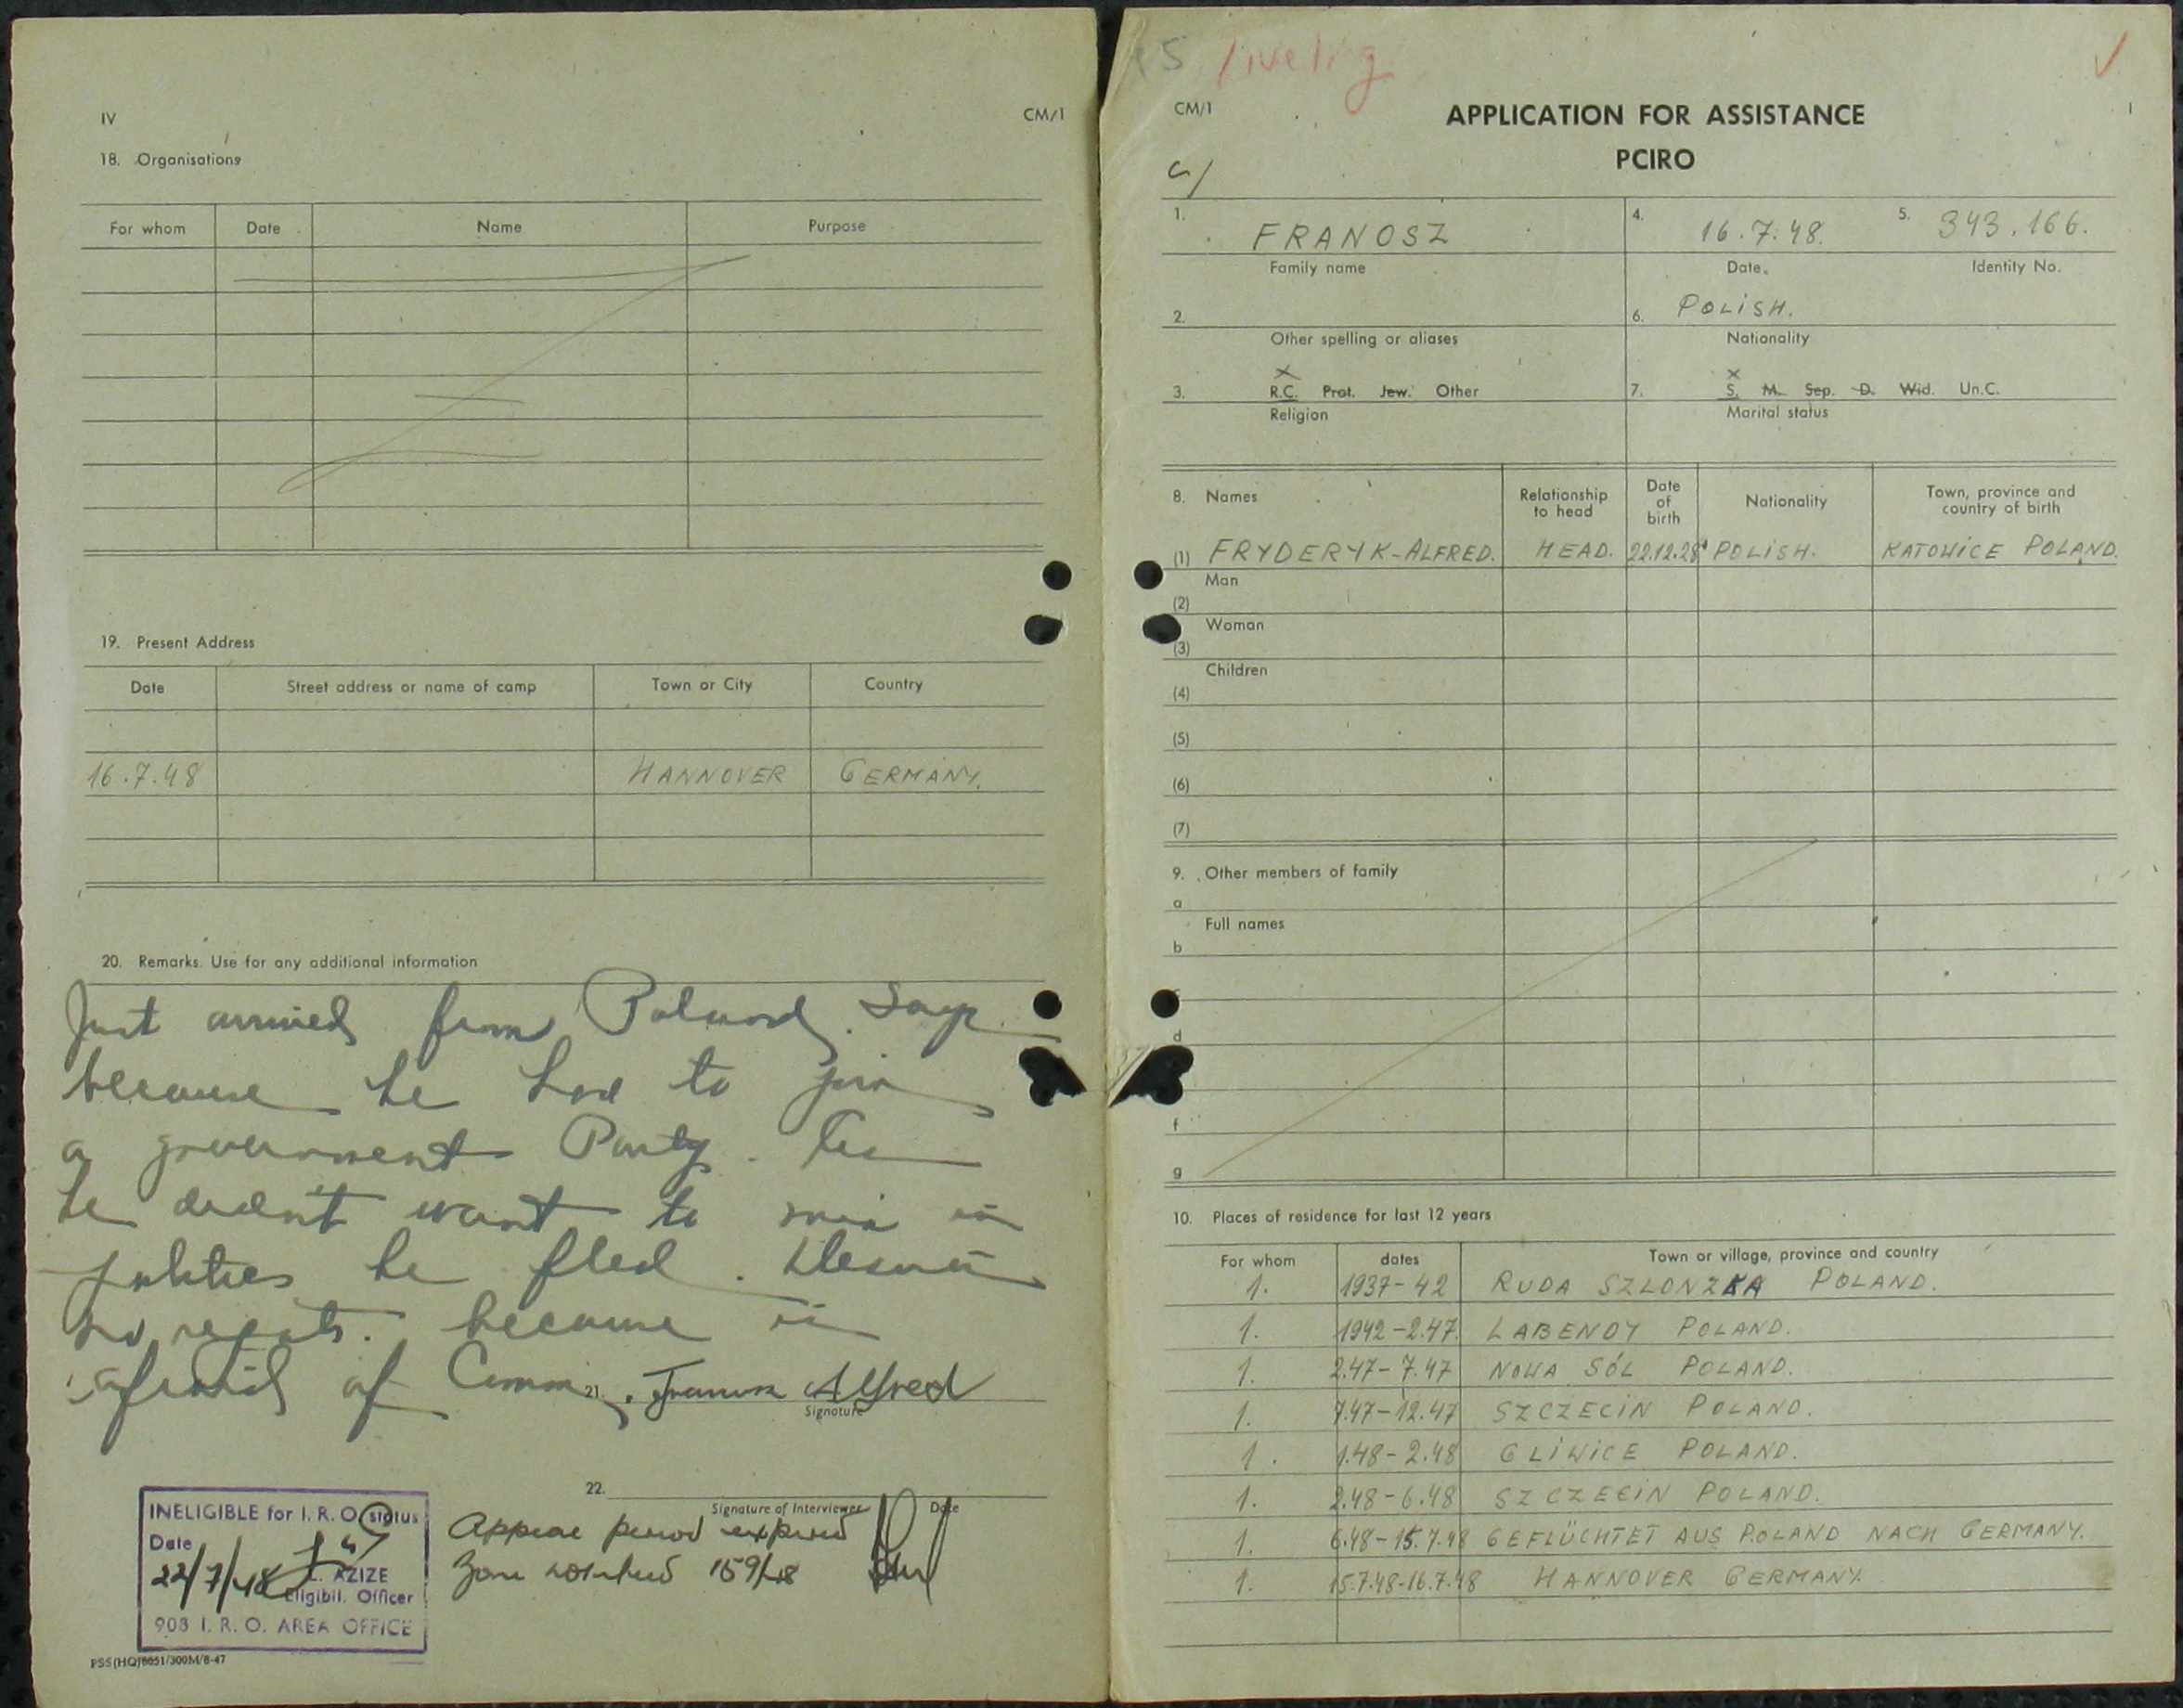 IV
CM/1
18. Organisations
For whom Date Name Purpose
19. Present Address
Date Street address or name of camp Town or City Country
16.7.48 HANNOVER GERMANY.
20. Remarks. Use for any additional information
Just arrived from Poland. Says
because he had to join
a government Party. As
he didn't want to mix in
politics he fled. Desires
no repatr. because is
afraid of Comm.
21. Alfred
Signature
22.
Signature of Interviewer Date
INELIGIBLE for I. R. O status
Date
22/7/48 L. AZIZE
Eligibil. Officer
903 I. R. O. AREA OFFICE
Appeal period expired
Zone notified 15 9/48
PSS(HQ)6051/300M/8-47
5
CM/1
APPLICATION FOR ASSISTANCE
PCIRO
I
1. FRANOSZ 4. 16.7.48. 5. 343.166.
Family name Date. Identity No.
2. 6. POLISH.
Other spelling or aliases Nationality
X X
3. R.C. Prot. Jew. Other 7. S. M. Sep. D. Wid. Un.C.
Religion Marital status
8. Names Relationship to head Date of birth Nationality Town, province and country of birth
(1) FRYDERYK-ALFRED. HEAD. 22.12.28 POLISH. KATOWICE POLAND.
Man
(2)
Woman
(3)
Children
(4)
(5)
(6)
(7)
9. Other members of family
a
Full names
b
d
f
g
10. Places of residence for last 12 years
For whom dates Town or village, province and country
1. 1937-42 RUDA SZLONZKA POLAND.
1. 1942-2.47. LABENDY POLAND.
1. 2.47-7.47 NOWA SÓL POLAND.
1. 7.47-12.47 SZCZECIN POLAND.
1. 1.48-2.48 GLIWICE POLAND.
1. 2.48-6.48 SZCZECIN POLAND.
1. 6.48-15.7.48 GEFLÜCHTET AUS POLAND NACH GERMANY.
1. 15.7.48-16.7.48 HANNOVER GERMANY.